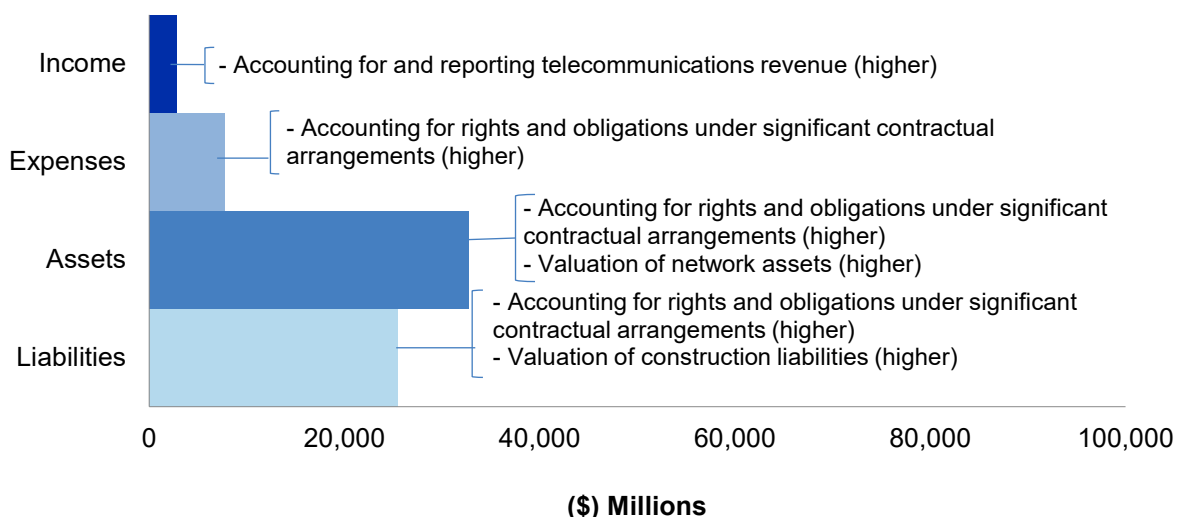 Income
- Accounting for and reporting telecommunications revenue (higher)
Expenses
- Accounting for rights and obligations under significant contractual
arrangements (higher)
Assets
- Accounting for rights and obligations under significant
contractual arrangements (higher)
- Valuation of network assets (higher)
Liabilities
- Accounting for rights and obligations under significant
contractual arrangements (higher)
- Valuation of construction liabilities (higher)
0 20,000 40,000 60,000 80,000 100,000
($) Millions